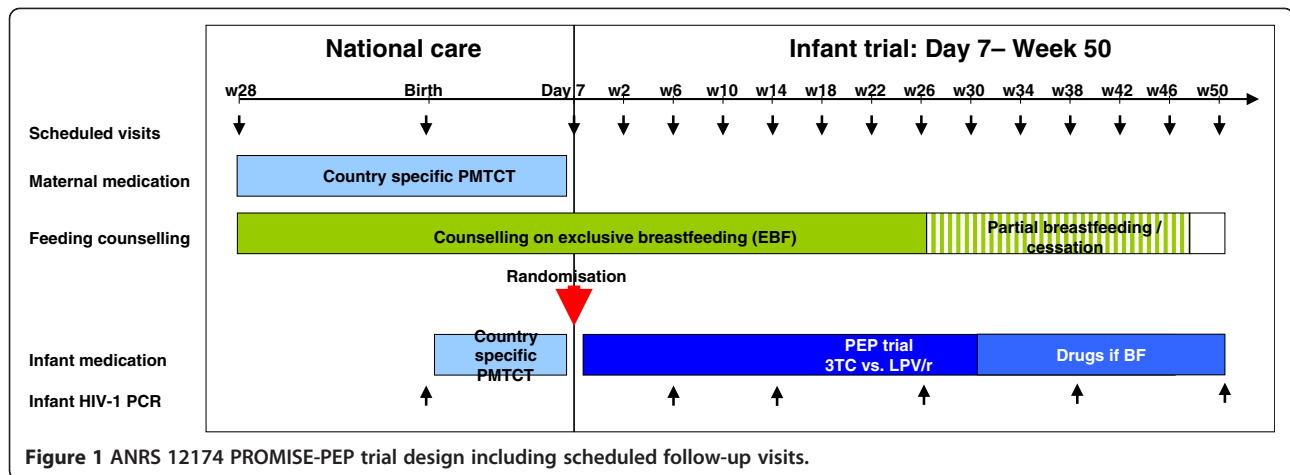 National care
Infant trial: Day 7– Week 50
w28 Birth Day 7 w2 w6 w10 w14 w18 w22 w26 w30 w34 w38 w42 w46 w50
Scheduled visits
Maternal medication
Country specific PMTCT
Feeding counselling
Counselling on exclusive breastfeeding (EBF)
Partial breastfeeding /
cessation
Randomisation
Infant medication
Country
specific
PMTCT
PEP trial
3TC vs. LPV/r
Drugs if BF
Infant HIV-1 PCR
Figure 1 ANRS 12174 PROMISE-PEP trial design including scheduled follow-up visits.